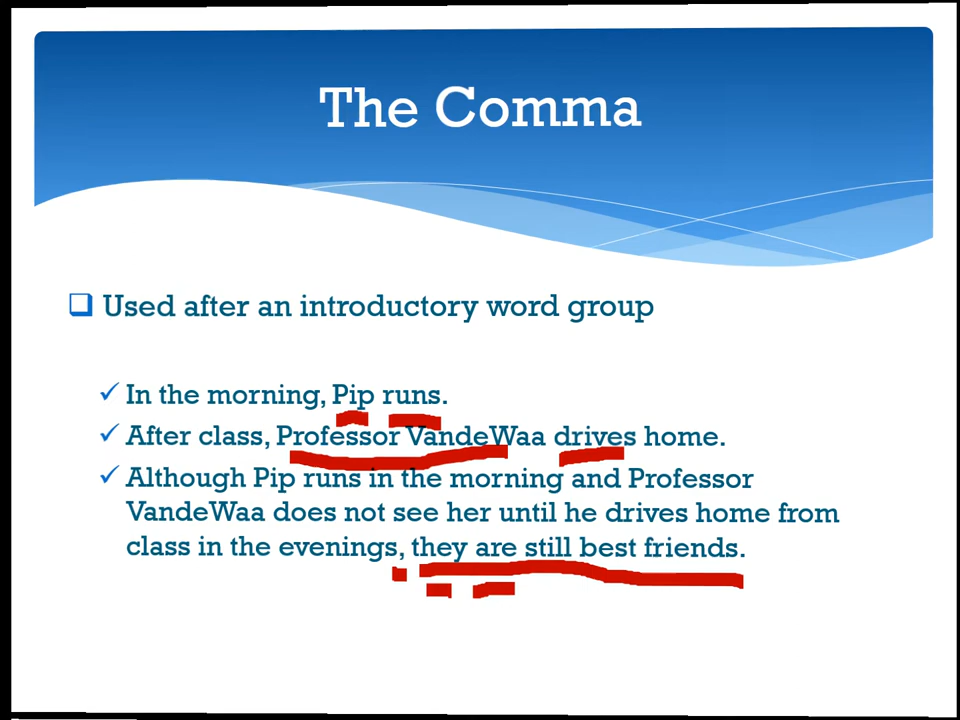 The Comma
Used after an introductory word group
In the morning, Pip runs.
After class, Professor VandeWaa drives home.
Although Pip runs in the morning and Professor
VandeWaa does not see her until he drives home from
class in the evenings, they are still best friends.